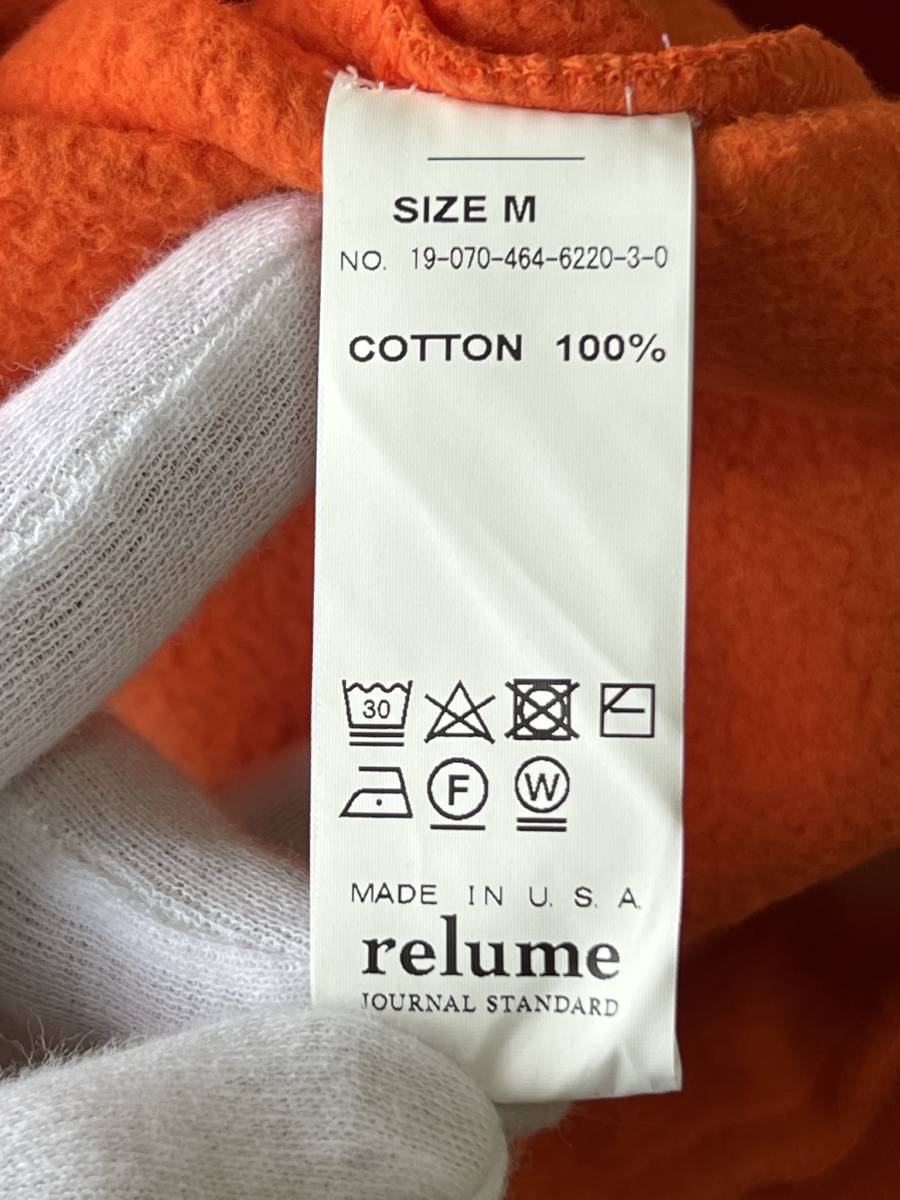 SIZE M
NO. 19-070-464-6220-3-0
COTTON 100%
30
F W
MADE IN U. S. A
relume
JOURNAL STANDARD